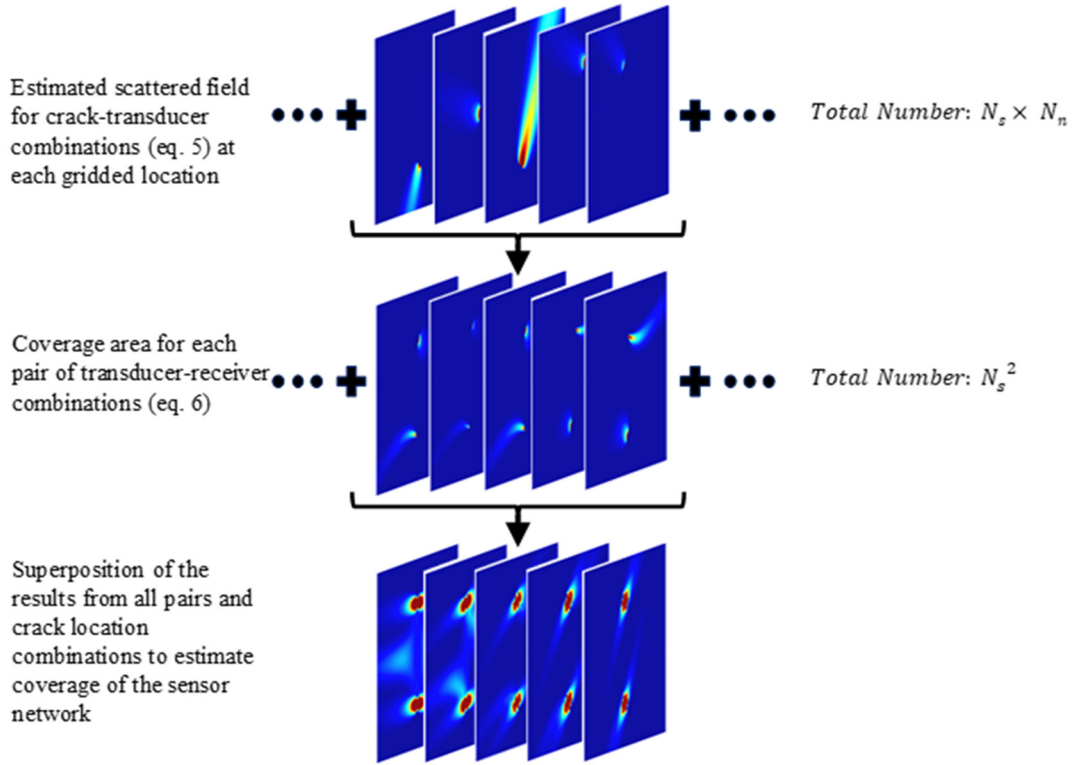 Estimated scattered field
for crack-transducer
combinations (eq. 5) at
each gridded location
Total Number: Nₛ × Nₙ
Coverage area for each
pair of transducer-receiver
combinations (eq. 6)
Total Number: Nₛ²
Superposition of the
results from all pairs and
crack location
combinations to estimate
coverage of the sensor
network